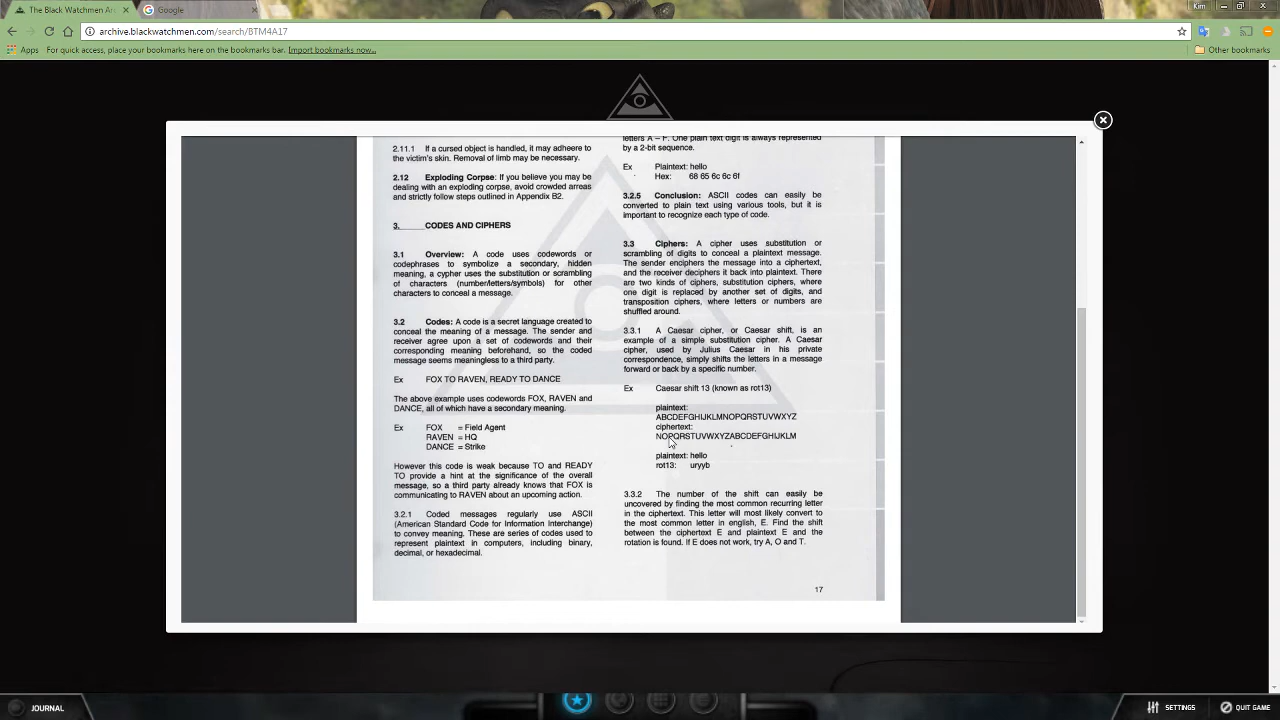 The Black Watchmen Arc
Google
Kim
archive.blackwatchmen.com/search/BTM4A17
Apps
For quick access, place your bookmarks here on the bookmarks bar. Import bookmarks now...
Other bookmarks
2.11.1 If a cursed object is handled, it may adheere to
the victim's skin. Removal of limb may be necessary.
2.12 Exploding Corpse: If you believe you may be
dealing with an exploding corpse, avoid crowded arreas
and strictly follow steps outlined in Appendix B2.
3. CODES AND CIPHERS
3.1 Overview: A code uses codewords or
codephrases to symbolize a secondary, hidden
meaning, a cypher uses the substitution or scrambling
of characters (number/letters/symbols) for other
characters to conceal a message.
3.2 Codes: A code is a secret language created to
conceal the meaning of a message. The sender and
receiver agree upon a set of codewords and their
corresponding meaning beforehand, so the coded
message seems meaningless to a third party.
Ex FOX TO RAVEN, READY TO DANCE
The above example uses codewords FOX, RAVEN and
DANCE, all of which have a secondary meaning.
Ex FOX = Field Agent
RAVEN = HQ
DANCE = Strike
However this code is weak because TO and READY
TO provide a hint at the significance of the overall
message, so a third party already knows that FOX is
communicating to RAVEN about an upcoming action.
3.2.1 Coded messages regularly use ASCII
(American Standard Code for Information Interchange)
to convey meaning. These are series of codes used to
represent plaintext in computers, including binary,
decimal, or hexadecimal.
letters A – F. One plain text digit is always represented
by a 2-bit sequence.
Ex Plaintext: hello
Hex: 68 65 6c 6c 6f
3.2.5 Conclusion: ASCII codes can easily be
converted to plain text using various tools, but it is
important to recognize each type of code.
3.3 Ciphers: A cipher uses substitution or
scrambling of digits to conceal a plaintext message.
The sender enciphers the message into a ciphertext,
and the receiver deciphers it back into plaintext. There
are two kinds of ciphers, substitution ciphers, where
one digit is replaced by another set of digits, and
transposition ciphers, where letters or numbers are
shuffled around.
3.3.1 A Caesar cipher, or Caesar shift, is an
example of a simple substitution cipher. A Caesar
cipher, used by Julius Caesar in his private
correspondence, simply shifts the letters in a message
forward or back by a specific number.
Ex Caesar shift 13 (known as rot13)
plaintext:
ABCDEFGHIJKLMNOPQRSTUVWXYZ
ciphertext:
NOPQRSTUVWXYZABCDEFGHIJKLM
plaintext: hello
rot13: uryyb
3.3.2 The number of the shift can easily be
uncovered by finding the most common recurring letter
in the ciphertext. This letter will most likely convert to
the most common letter in english, E. Find the shift
between the ciphertext E and plaintext E and the
rotation is found. If E does not work, try A, O and T.
17
JOURNAL
SETTINGS
QUIT GAME